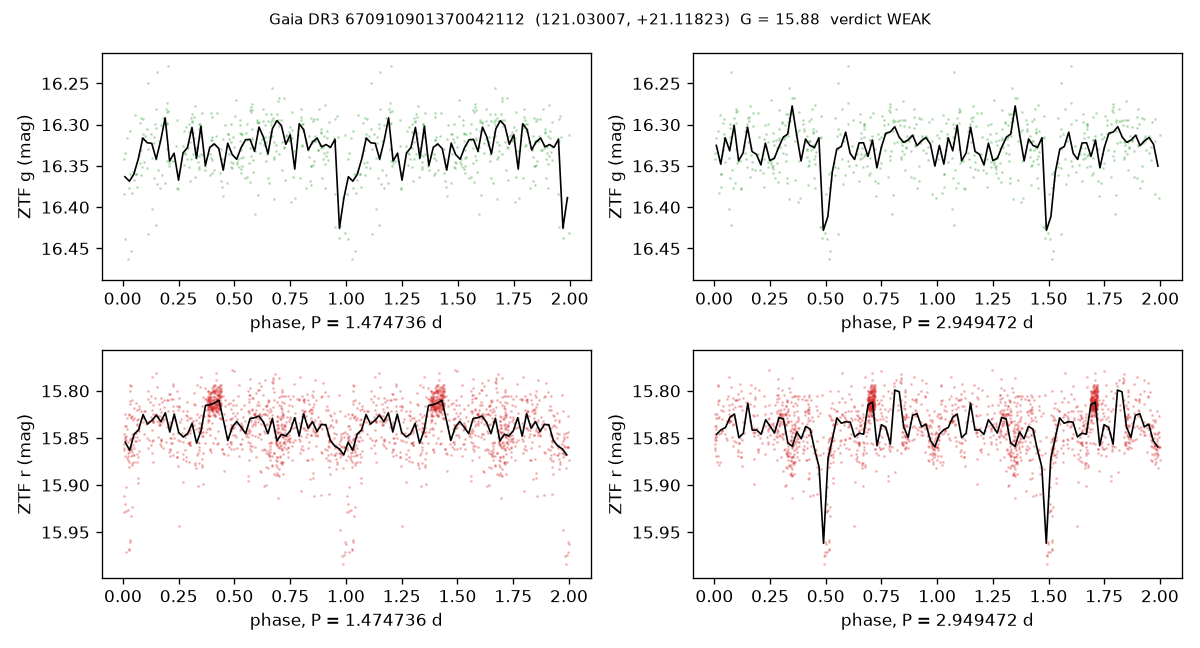 Gaia DR3 670910901370042112 (121.03007, +21.11823) G = 15.88 verdict WEAK
ZTF g (mag)
16.25
16.30
16.35
16.40
16.45
0.00 0.25 0.50 0.75 1.00 1.25 1.50 1.75 2.00
phase, P = 1.474736 d
ZTF g (mag)
16.25
16.30
16.35
16.40
16.45
0.00 0.25 0.50 0.75 1.00 1.25 1.50 1.75 2.00
phase, P = 2.949472 d
ZTF r (mag)
15.80
15.85
15.90
15.95
0.00 0.25 0.50 0.75 1.00 1.25 1.50 1.75 2.00
phase, P = 1.474736 d
ZTF r (mag)
15.80
15.85
15.90
15.95
0.00 0.25 0.50 0.75 1.00 1.25 1.50 1.75 2.00
phase, P = 2.949472 d